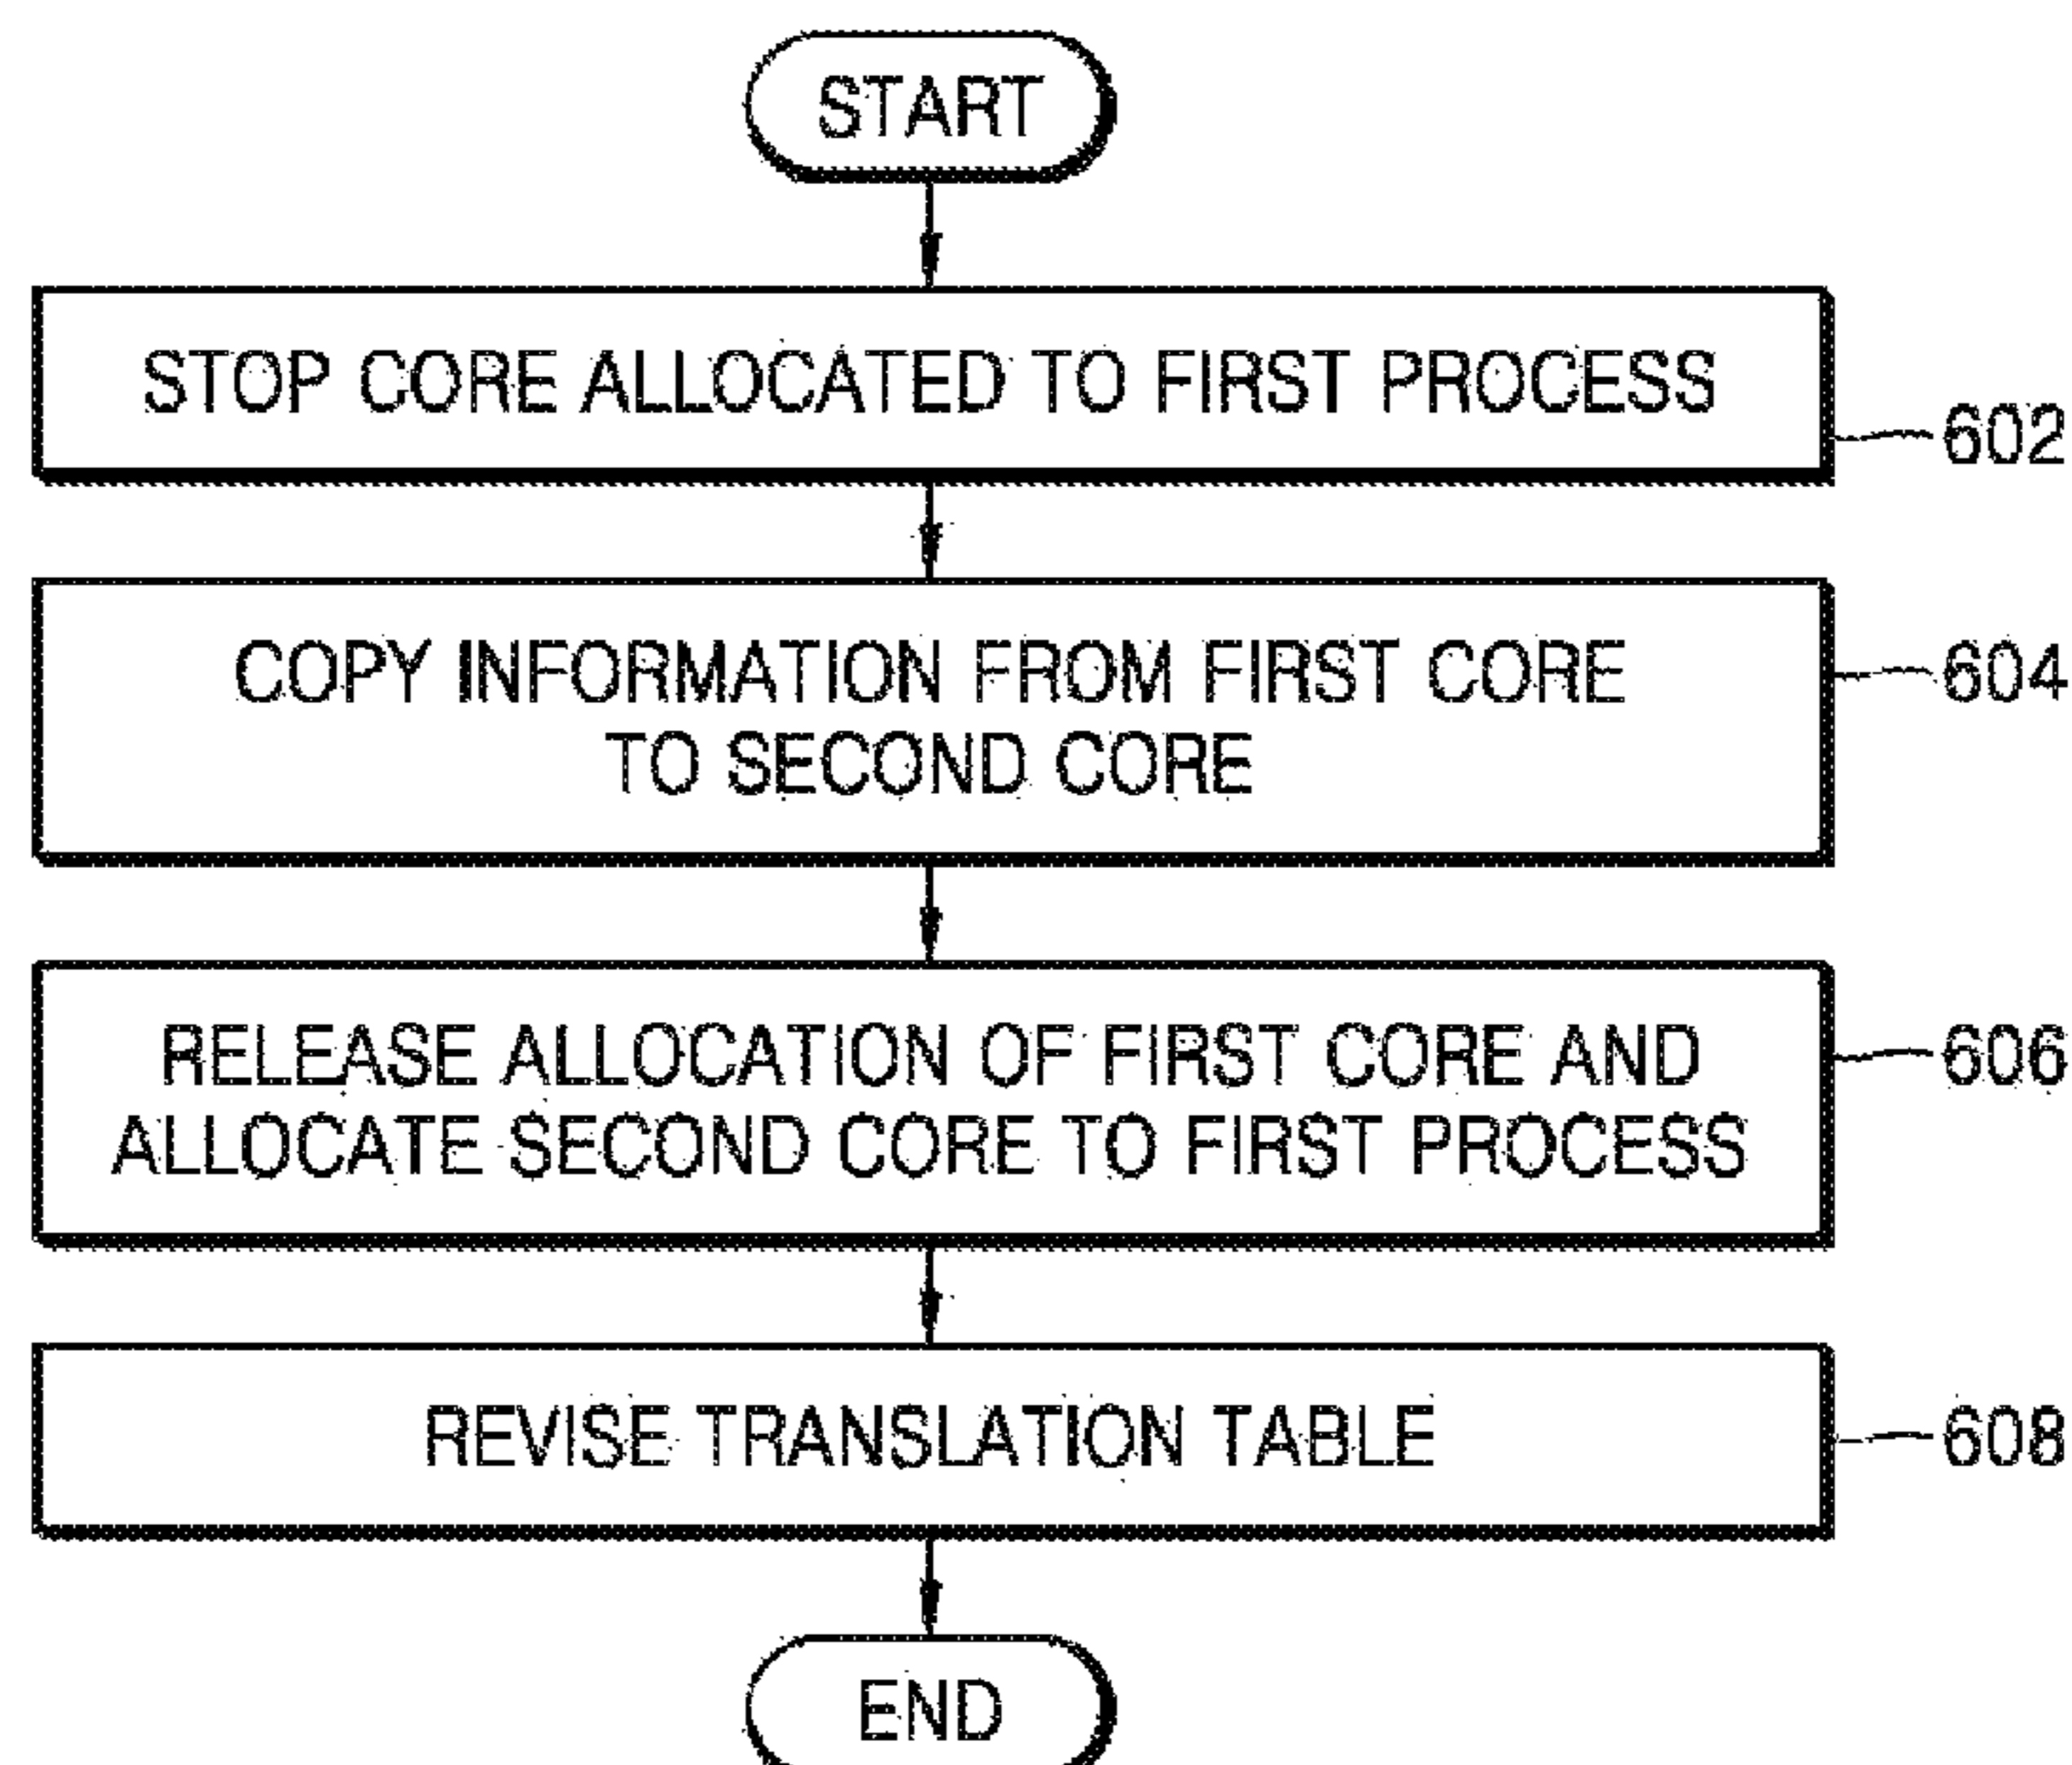 START
STOP CORE ALLOCATED TO FIRST PROCESS
602
COPY INFORMATION FROM FIRST CORE
TO SECOND CORE
604
RELEASE ALLOCATION OF FIRST CORE AND
ALLOCATE SECOND CORE TO FIRST PROCESS
606
REVISE TRANSLATION TABLE
608
END